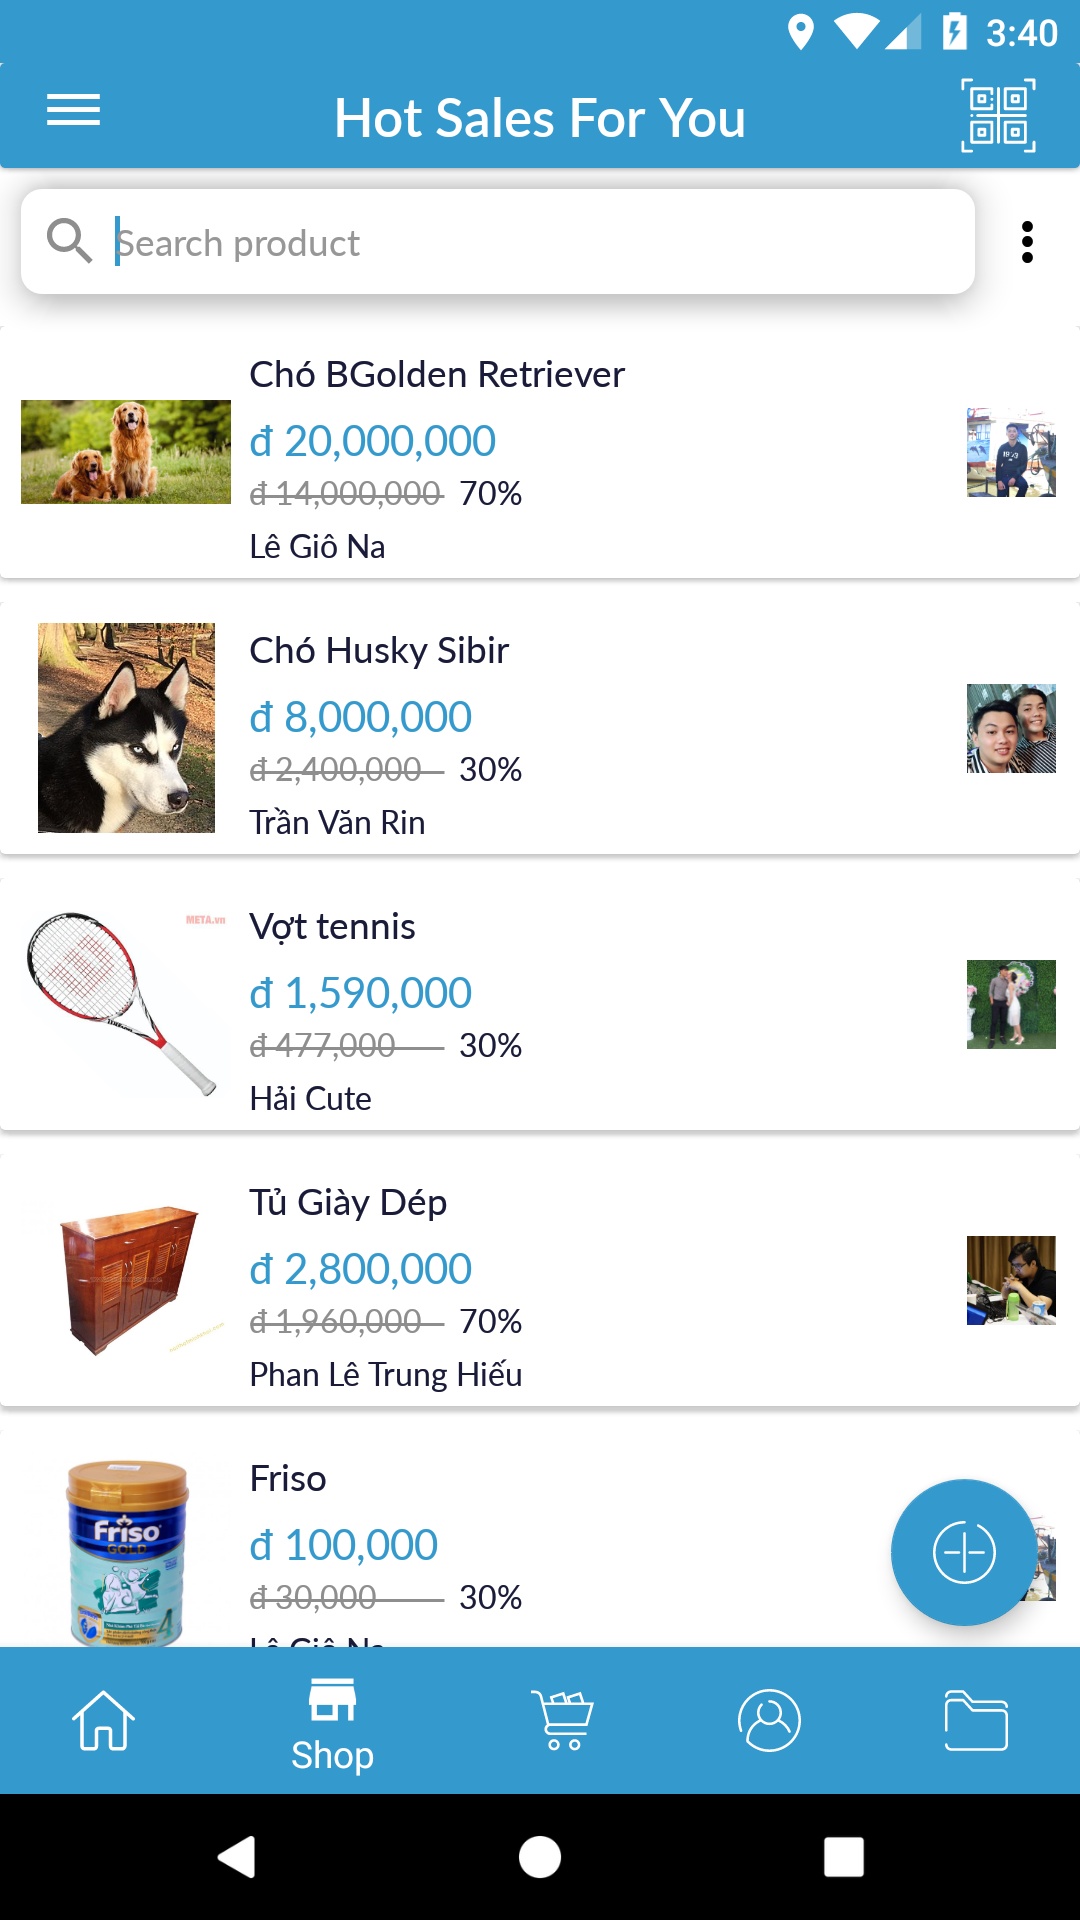 3:40
Hot Sales For You
Search product
Chó BGolden Retriever
đ 20,000,000
đ 14,000,000 70%
Lê Giô Na
Chó Husky Sibir
đ 8,000,000
đ 2,400,000 30%
Trần Văn Rin
META.vn
Vợt tennis
đ 1,590,000
đ 477,000 30%
Hải Cute
Tủ Giày Dép
đ 2,800,000
đ 1,960,000 70%
Phan Lê Trung Hiếu
Friso
GOLD
4
Friso
đ 100,000
đ 30,000 30%
Lê Giô Na
Shop